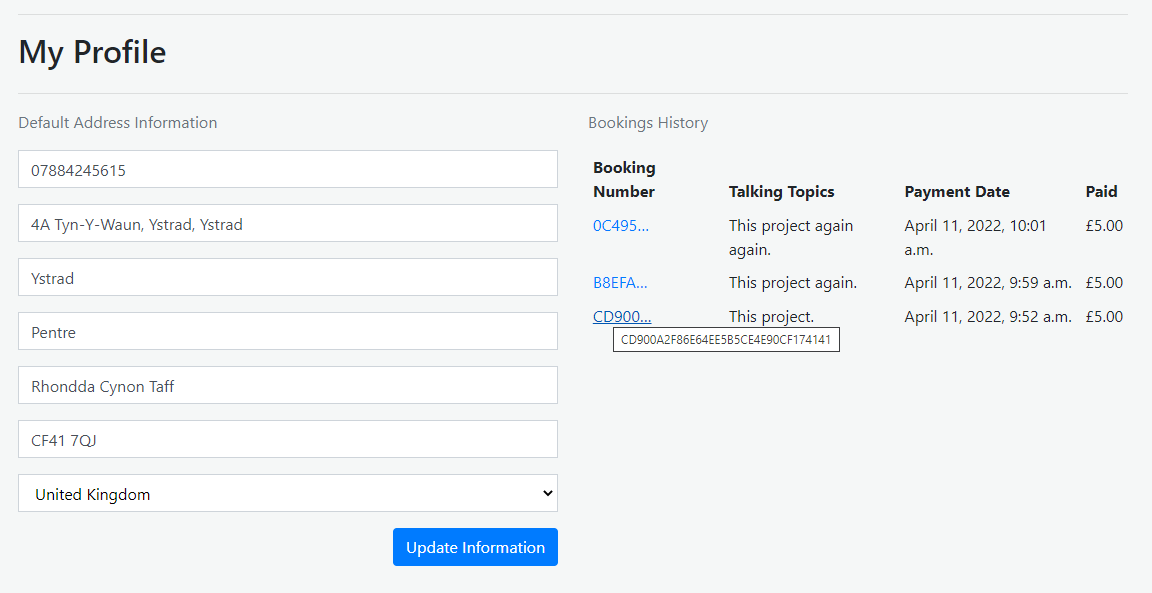 My Profile
Default Address Information
07884245615
4A Tyn-Y-Waun, Ystrad, Ystrad
Ystrad
Pentre
Rhondda Cynon Taff
CF41 7QJ
United Kingdom
Update Information
Bookings History
Booking
Number Talking Topics Payment Date Paid
0C495... This project again April 11, 2022, 10:01 £5.00
again. a.m.
B8EFA... This project again. April 11, 2022, 9:59 a.m. £5.00
CD900... This project. April 11, 2022, 9:52 a.m. £5.00
CD900A2F86E64EE5B5CE4E90CF174141